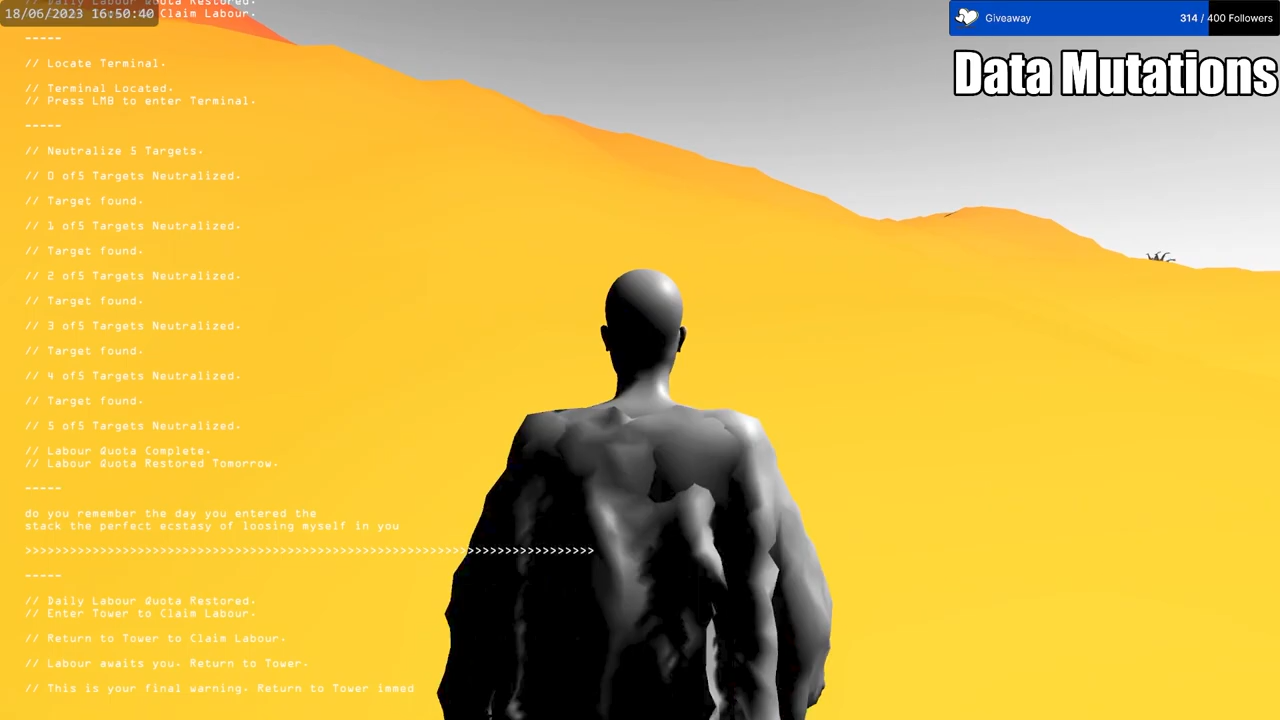 // Daily Labour Quota Restored.
18/06/2023 16:50:40
Claim Labour.
-----
// Locate Terminal.
// Terminal Located.
// Press LMB to enter Terminal.
-----
// Neutralize 5 Targets.
// 0 of5 Targets Neutralized.
// Target found.
// 1 of5 Targets Neutralized.
// Target found.
// 2 of5 Targets Neutralized.
// Target found.
// 3 of5 Targets Neutralized.
// Target found.
// 4 of5 Targets Neutralized.
// Target found.
// 5 of5 Targets Neutralized.
// Labour Quota Complete.
// Labour Quota Restored Tomorrow.
-----
do you remember the day you entered the
stack the perfect ecstasy of loosing myself in you
>>>>>>>>>>>>>>>>>>>>>>>>>>>>>>>>>>>>>>>>>>>>>>>>>>>>>>>>>>>>>>>>>>>>>>>>>>>>
-----
// Daily Labour Quota Restored.
// Enter Tower to Claim Labour.
// Return to Tower to Claim Labour.
// Labour awaits you. Return to Tower.
// This is your final warning. Return to Tower immed
Giveaway
314 / 400 Followers
Data Mutations